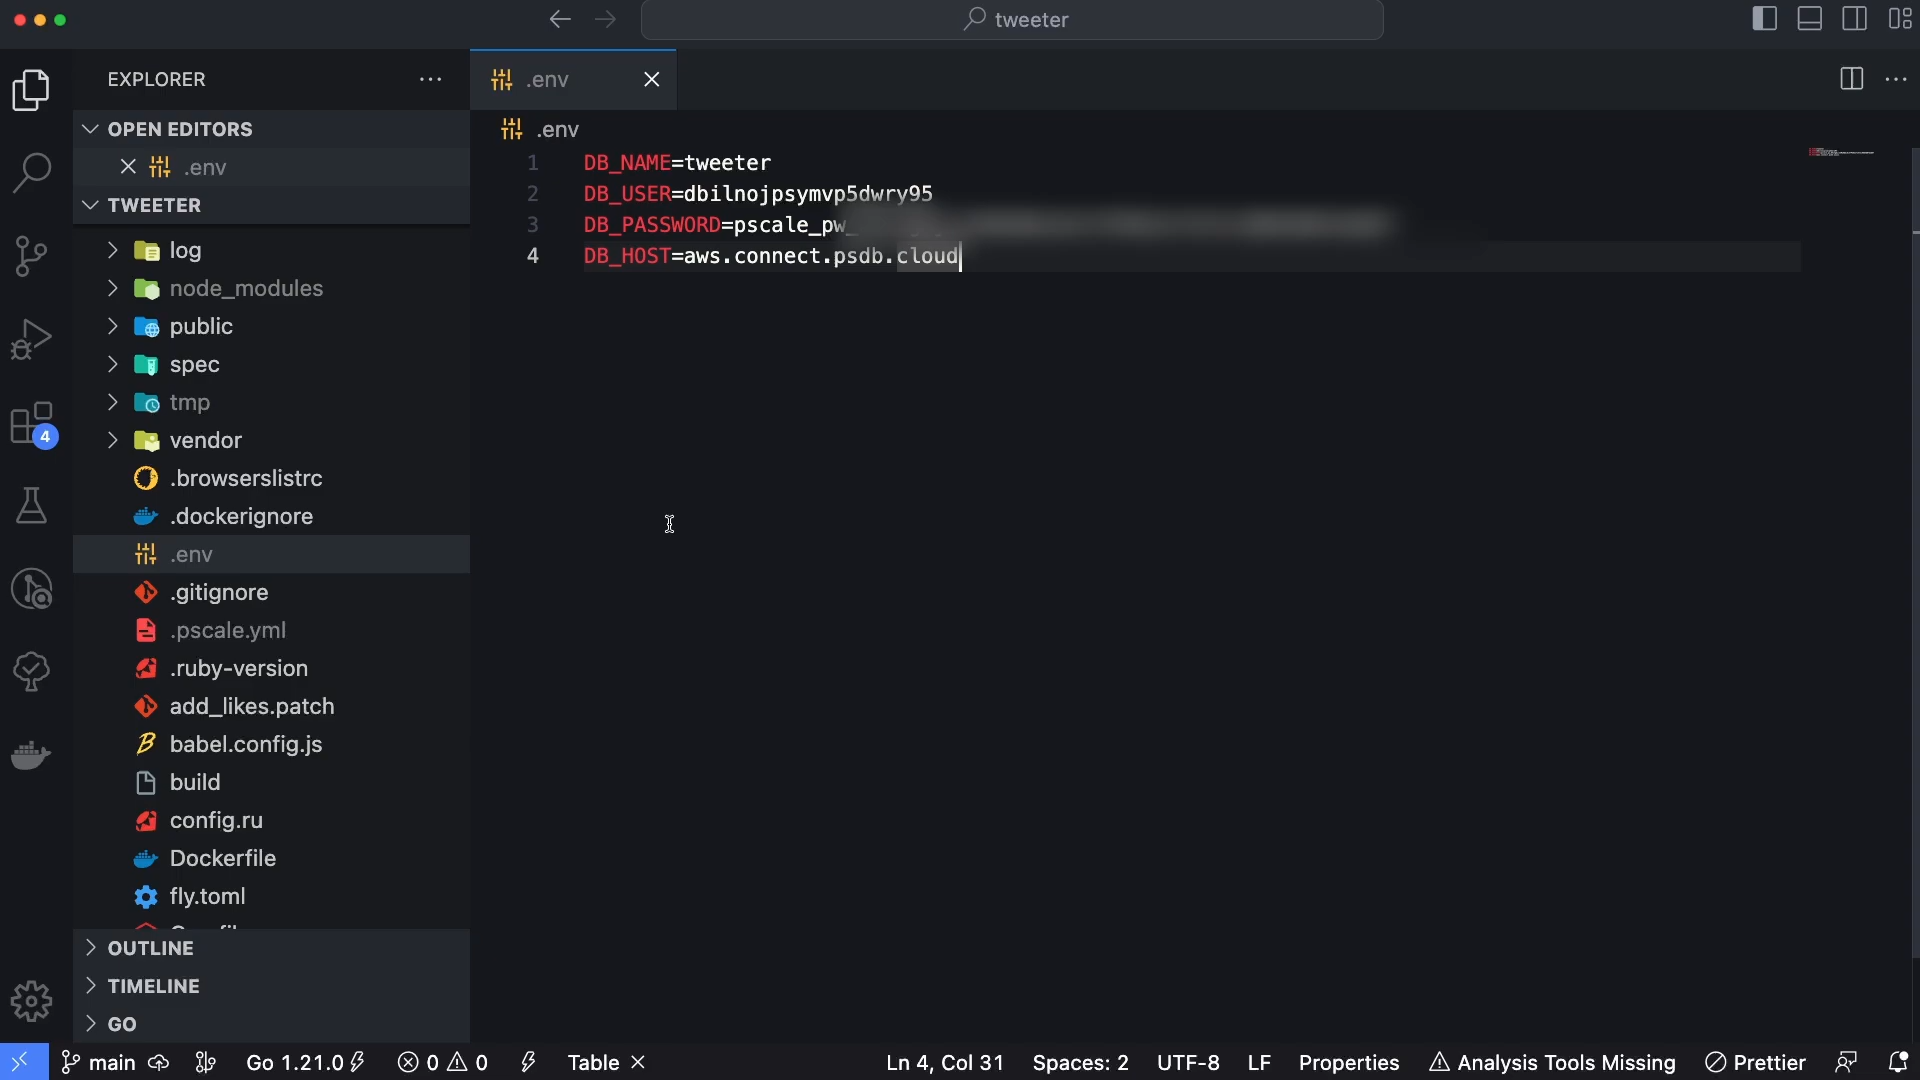 tweeter
EXPLORER
.env
OPEN EDITORS
.env
.env
TWEETER
1 DB_NAME=tweeter
2 DB_USER=dbilnojpsymvp5dwry95
3 DB_PASSWORD=pscale_pw_
4 DB_HOST=aws.connect.psdb.cloud
log
node_modules
public
spec
tmp
vendor
.browserslistrc
.dockerignore
.env
.gitignore
.pscale.yml
.ruby-version
add_likes.patch
babel.config.js
build
config.ru
Dockerfile
fly.toml
OUTLINE
TIMELINE
GO
4
main Go 1.21.0 0 0 Table Ln 4, Col 31 Spaces: 2 UTF-8 LF Properties Analysis Tools Missing Prettier